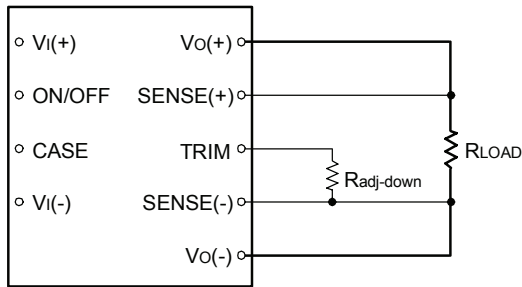 VI(+) VO(+)
ON/OFF SENSE(+)
CASE TRIM RLOAD
Radj-down
VI(-) SENSE(-)
VO(-)